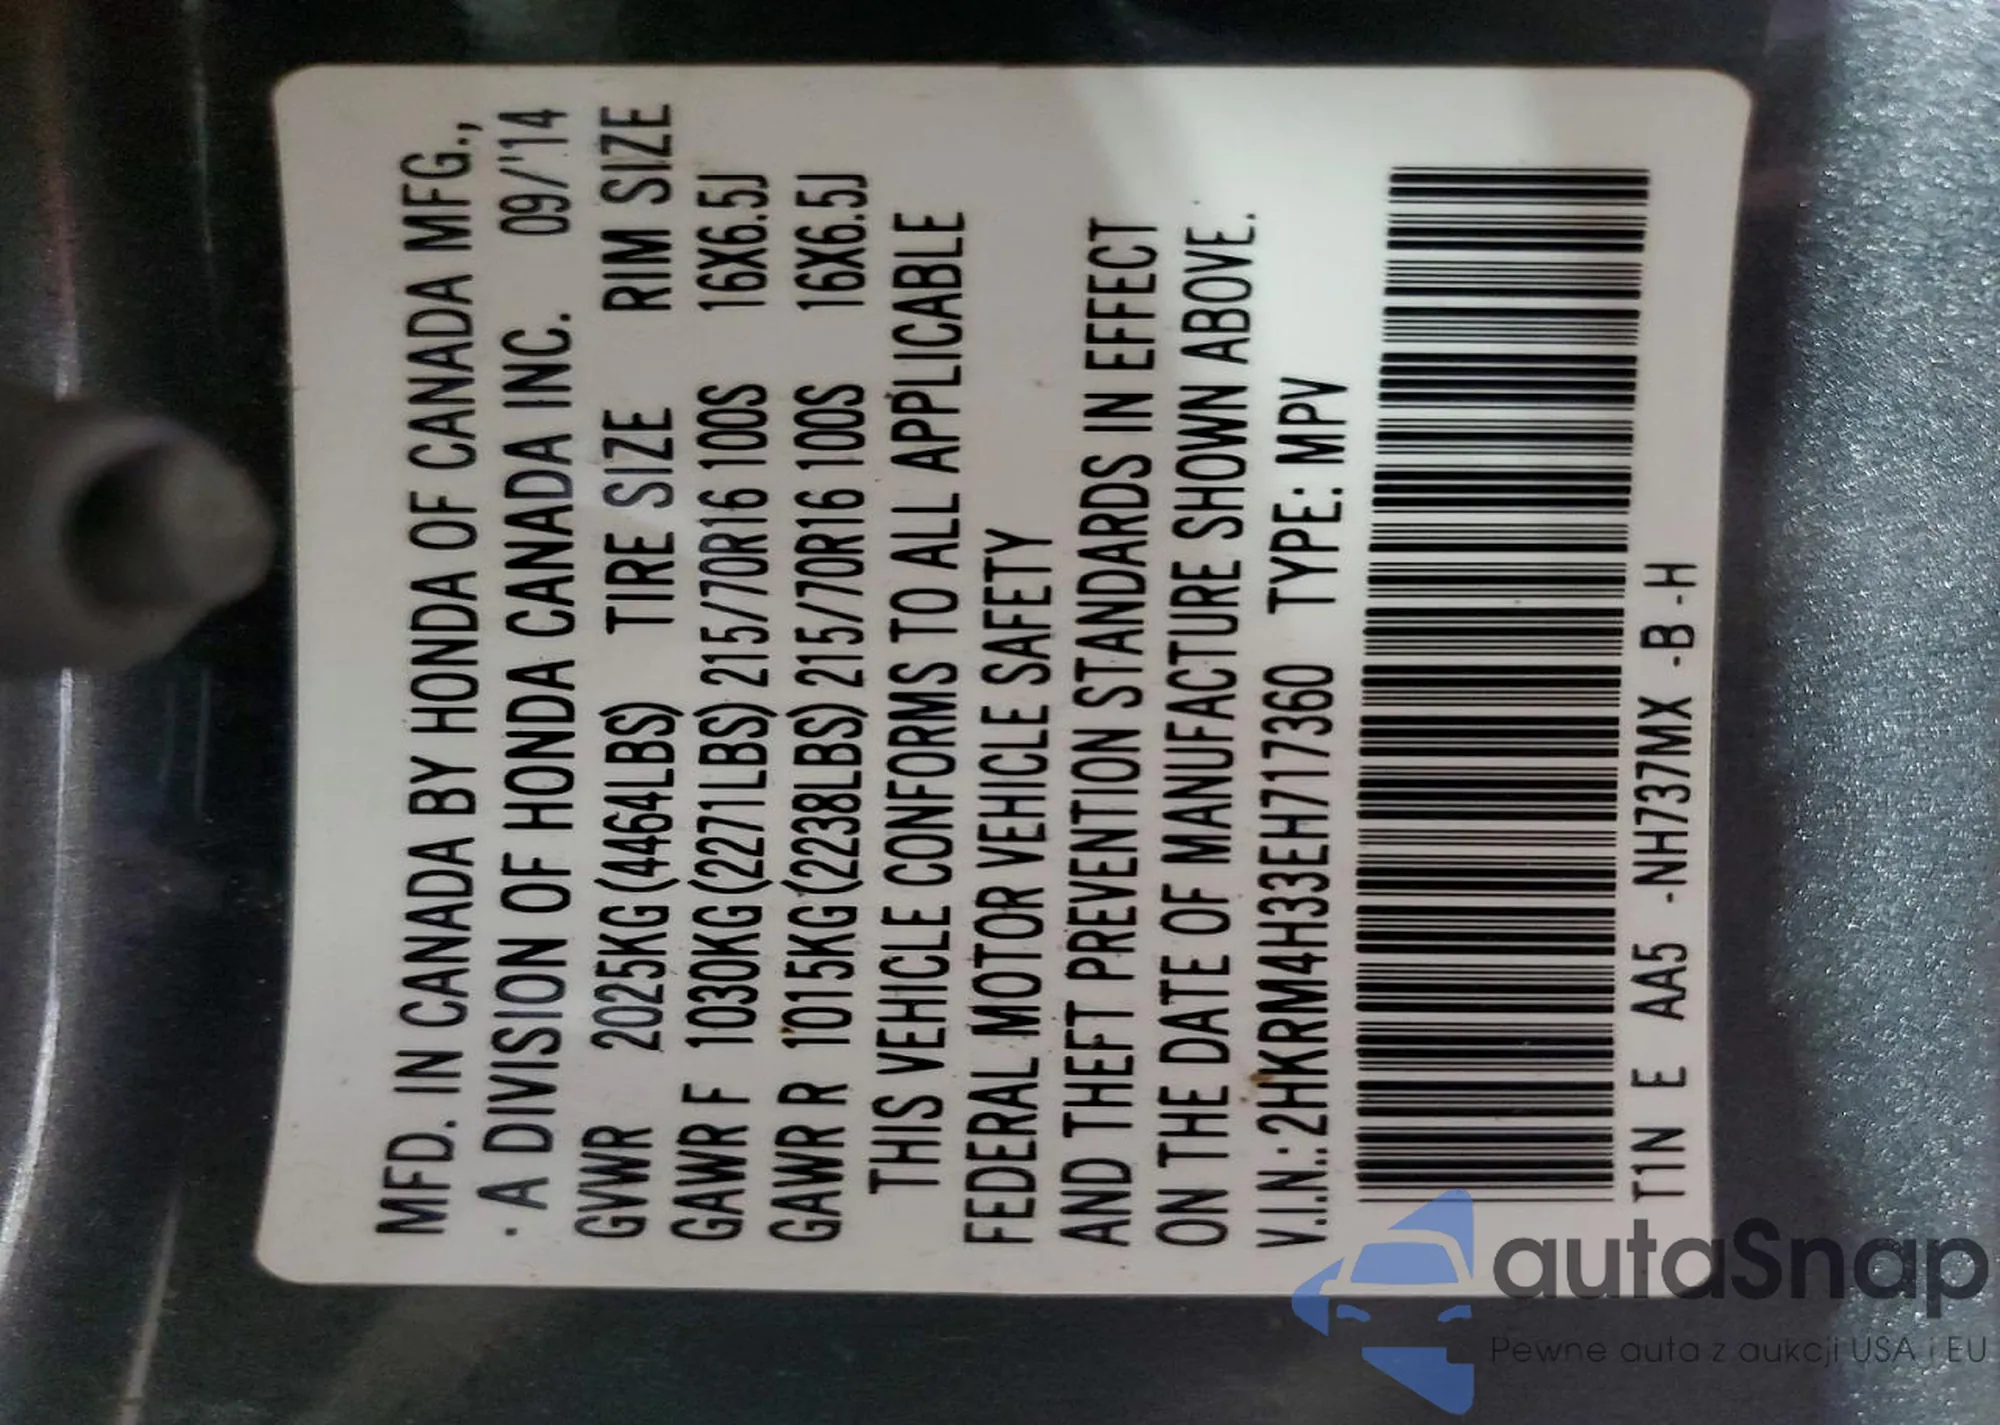 MFD. IN CANADA BY HONDA OF CANADA MFG.,
A DIVISION OF HONDA CANADA INC. 09/'14
GVWR 2025KG(4464LBS) TIRE SIZE RIM SIZE
GAWR F 1030KG(2271LBS) 215/70R16 100S 16X6.5J
GAWR R 1015KG(2238LBS) 215/70R16 100S 16X6.5J
THIS VEHICLE CONFORMS TO ALL APPLICABLE
FEDERAL MOTOR VEHICLE SAFETY
AND THEFT PREVENTION STANDARDS IN EFFECT
ON THE DATE OF MANUFACTURE SHOWN ABOVE.
V.I.N.:2HKRM4H33EH717360 TYPE: MPV
T1N E AA5 -NH737MX -B -H
autaSnap
Pewne auta z aukcji USA i EU